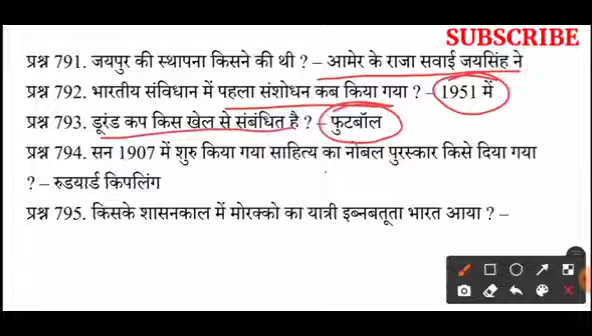 SUBSCRIBE
प्रश्न 791. जयपुर की स्थापना किसने की थी ? – आमेर के राजा सवाई जयसिंह ने
प्रश्न 792. भारतीय संविधान में पहला संशोधन कब किया गया ? – 1951 में
प्रश्न 793. डूरंड कप किस खेल से संबंधित है ? – फुटबॉल
प्रश्न 794. सन 1907 में शुरु किया गया साहित्य का नोबल पुरस्कार किसे दिया गया
? – रुडयार्ड किपलिंग
प्रश्न 795. किसके शासनकाल में मोरक्को का यात्री इब्नबतूता भारत आया ? –